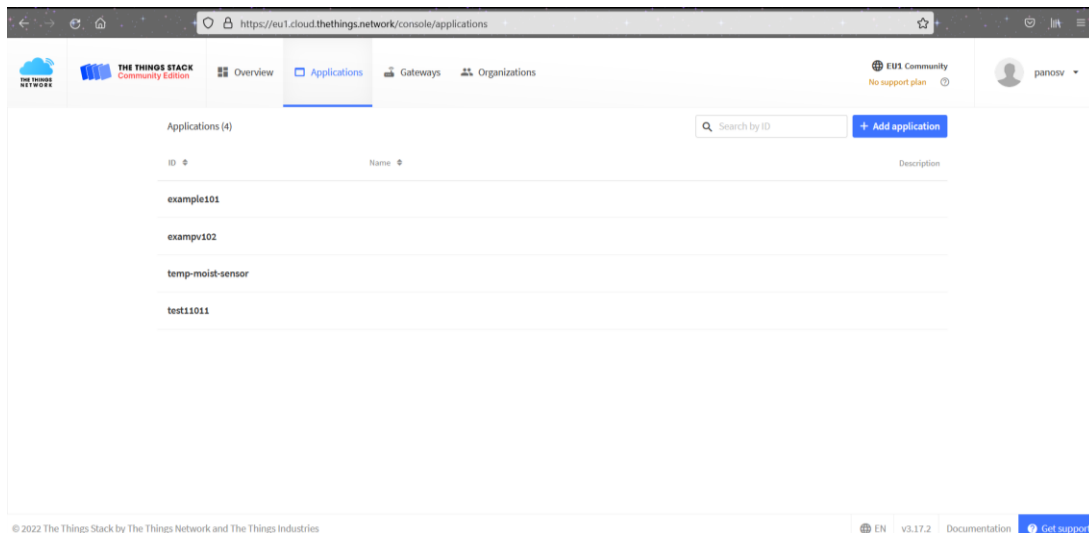 https://eu1.cloud.thethings.network/console/applications
THE THINGS NETWORK
THE THINGS STACK
Community Edition
Overview
Applications
Gateways
Organizations
EU1 Community
No support plan
panosv
Applications (4)
Search by ID
+ Add application
ID
Name
Description
example101
exampv102
temp-moist-sensor
test11011
© 2022 The Things Stack by The Things Network and The Things Industries
EN
v3.17.2
Documentation
Get support